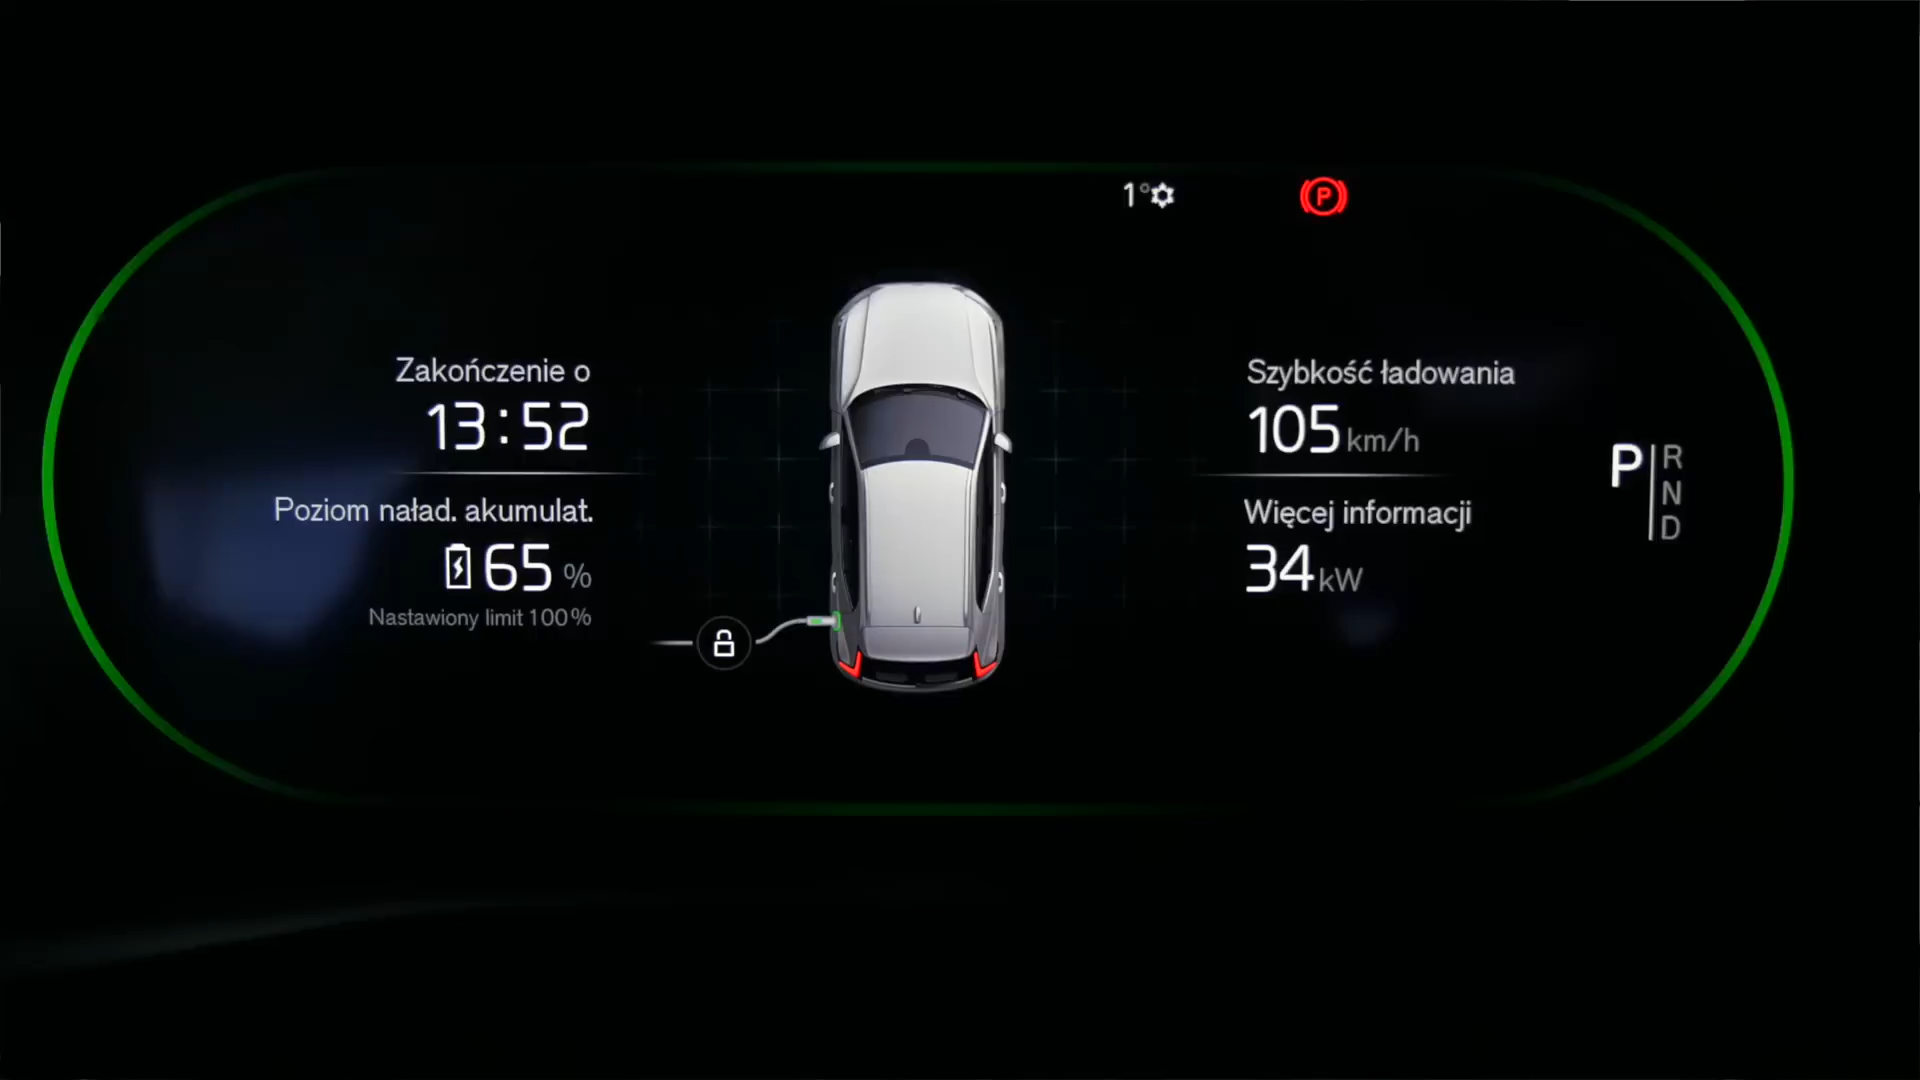 1°
P
Zakończenie o
13:52
Poziom naład. akumulat.
65 %
Nastawiony limit 100%
Szybkość ładowania
105 km/h
Więcej informacji
34 kW
P
R
N
D